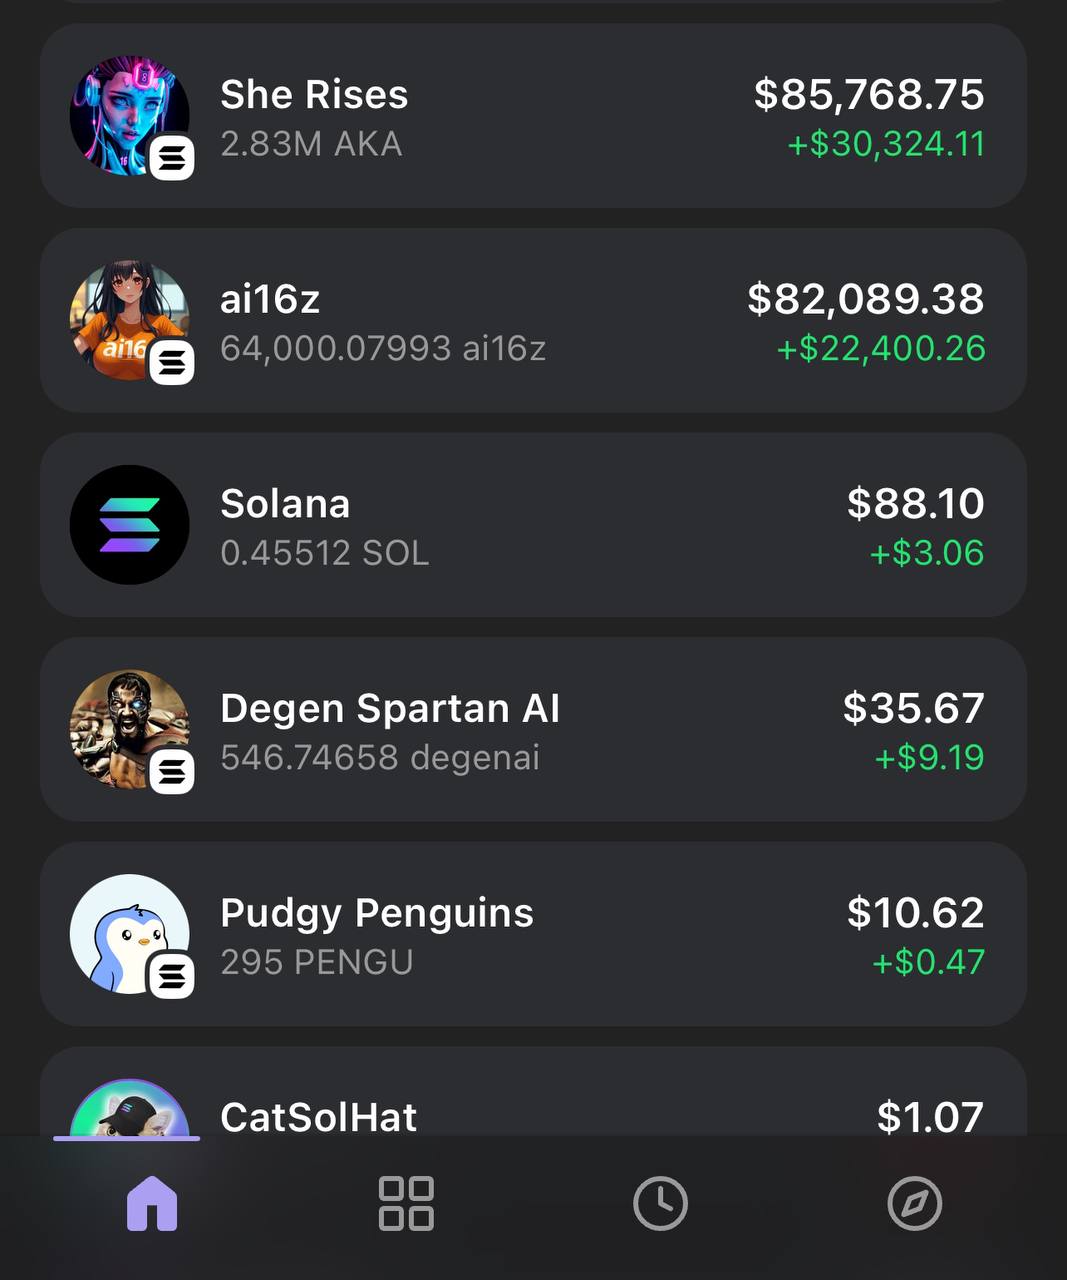 She Rises
$85,768.75
2.83M AKA
+$30,324.11
ai16z
$82,089.38
64,000.07993 ai16z
+$22,400.26
ai16
Solana
$88.10
0.45512 SOL
+$3.06
Degen Spartan AI
$35.67
546.74658 degenai
+$9.19
Pudgy Penguins
$10.62
295 PENGU
+$0.47
CatSolHat
$1.07